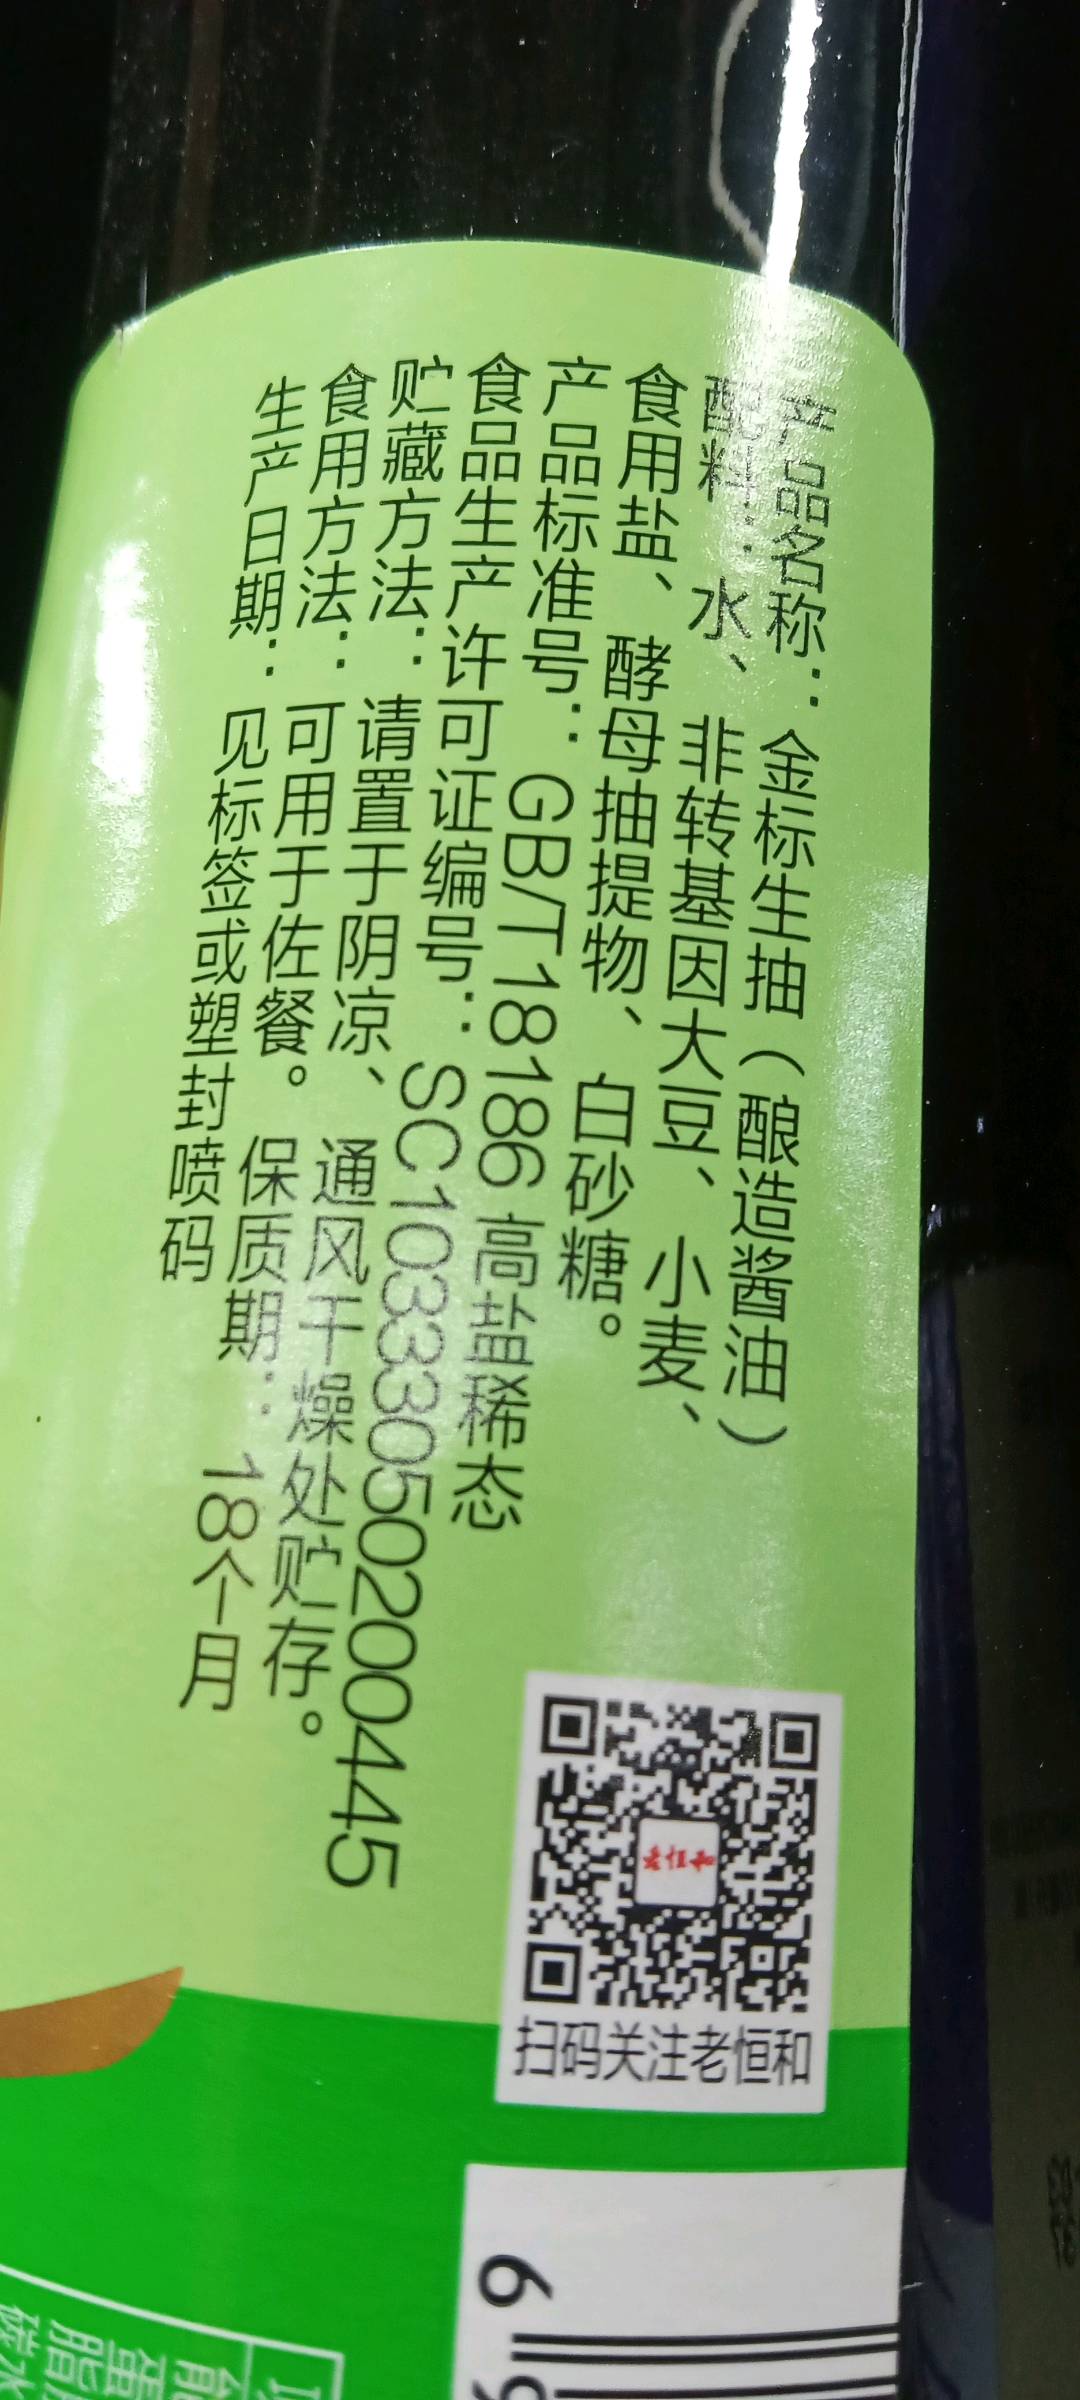 产品名称：金标生抽（酿造酱油）
配料：水、非转基因大豆、小麦、
食用盐、酵母抽提物、白砂糖。
产品标准号：GB/T18186 高盐稀态
食品生产许可证编号：SC10333050200445
贮藏方法：请置于阴凉、通风干燥处贮存。
食用方法：可用于佐餐。 保质期：18个月
生产日期：见标签或塑封喷码
老恒和
扫码关注老恒和
6 9